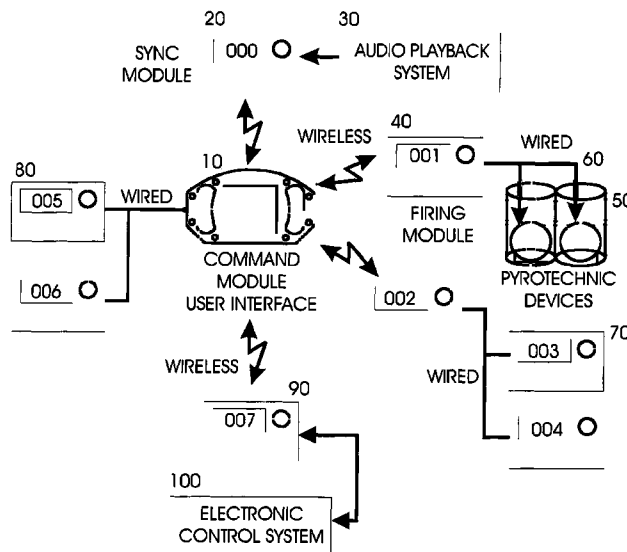 20
30
SYNC
MODULE
000
AUDIO PLAYBACK
SYSTEM
WIRELESS
40
WIRED
001
60
50
80
005
WIRED
10
006
FIRING
MODULE
COMMAND
MODULE
USER INTERFACE
002
PYROTECHNIC
DEVICES
70
003
WIRED
004
WIRELESS
90
007
100
ELECTRONIC
CONTROL SYSTEM